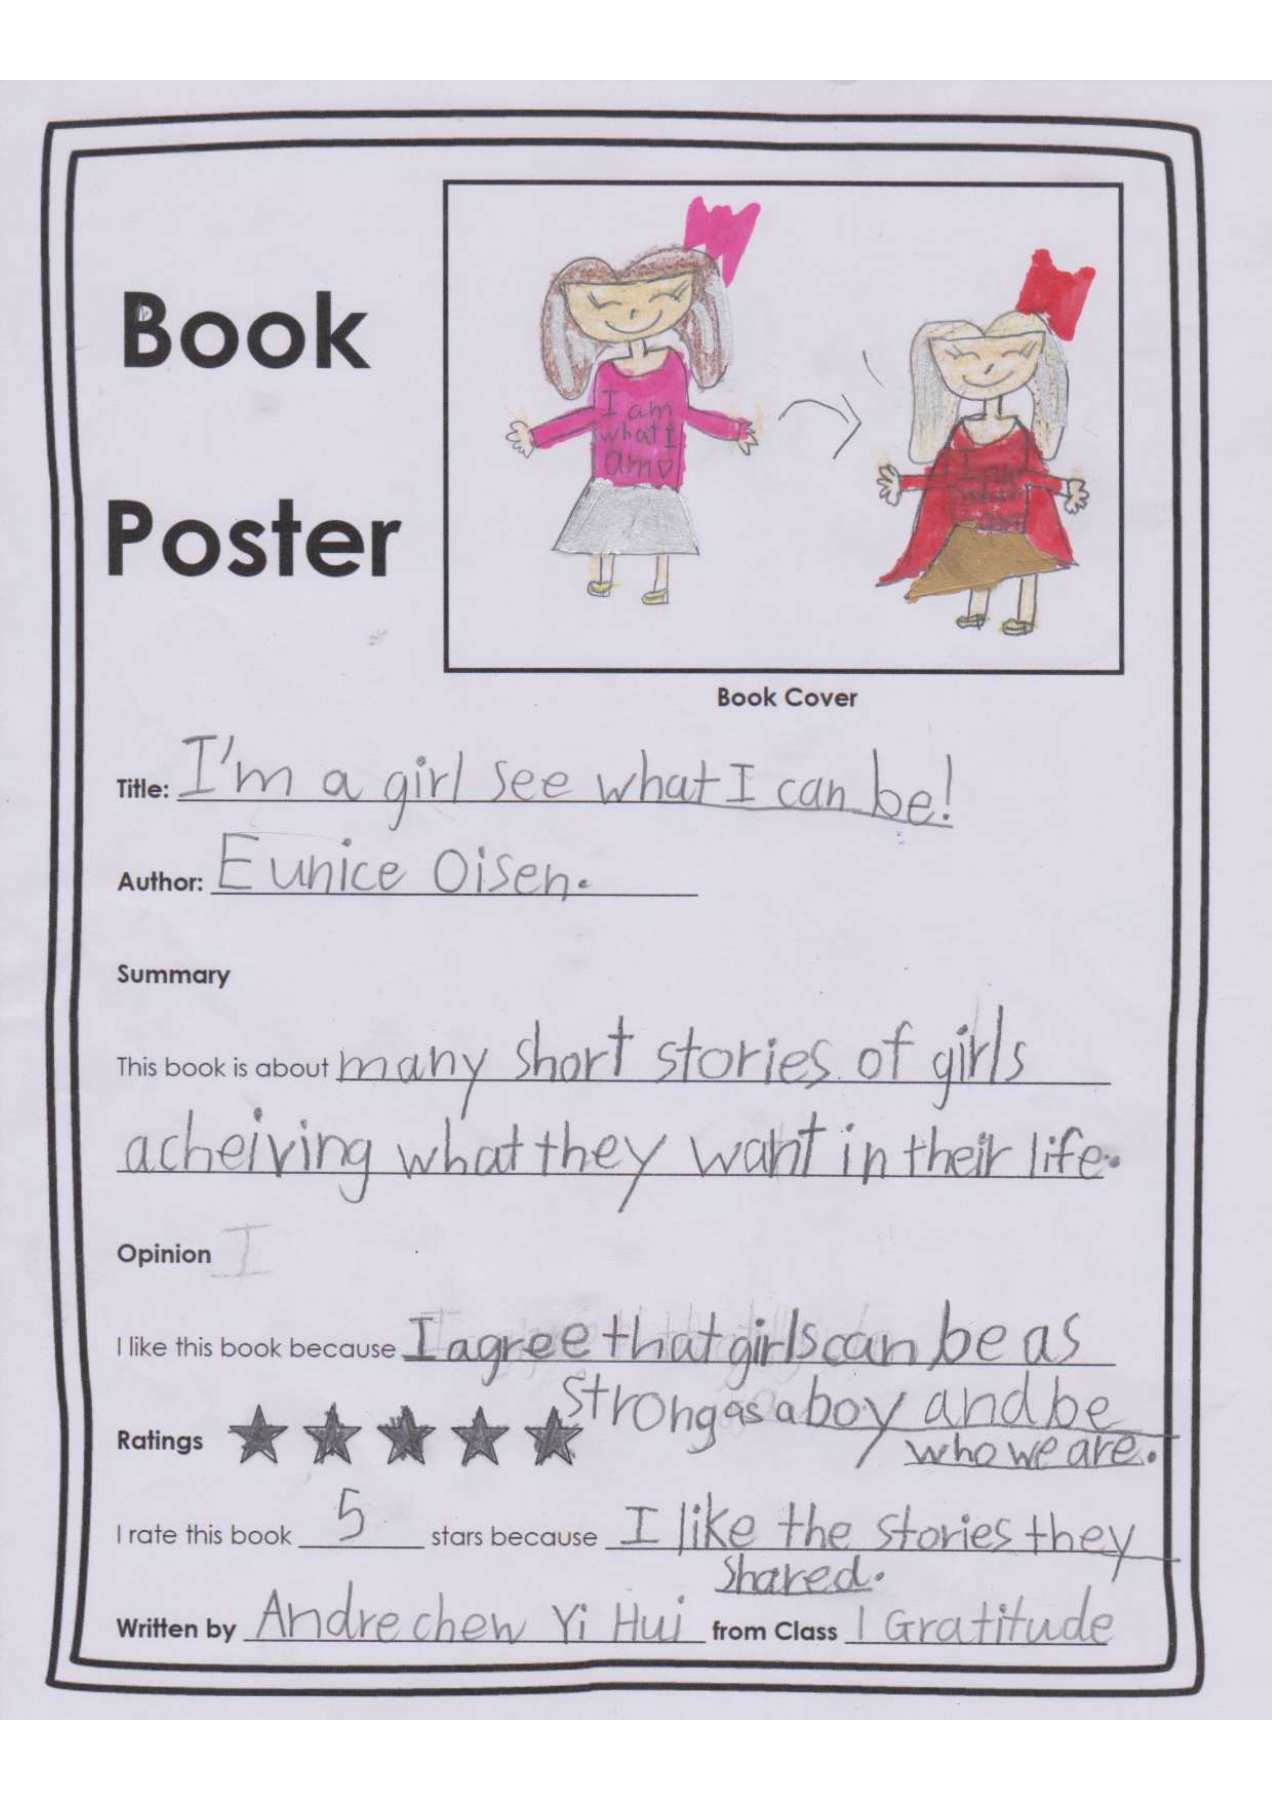 Book
Poster
I am
what I
am♡
Book Cover
Title: I'm a girl see what I can be!
Author: Eunice Oisen.
Summary
This book is about many short stories of girls
acheiving what they want in their life.
Opinion I
I like this book because I agree that girls can be as
strong as a boy and be
Ratings
who we are.
I rate this book 5 stars because I like the stories they
shared.
Written by Andre chew Yi Hui from Class 1 Gratitude